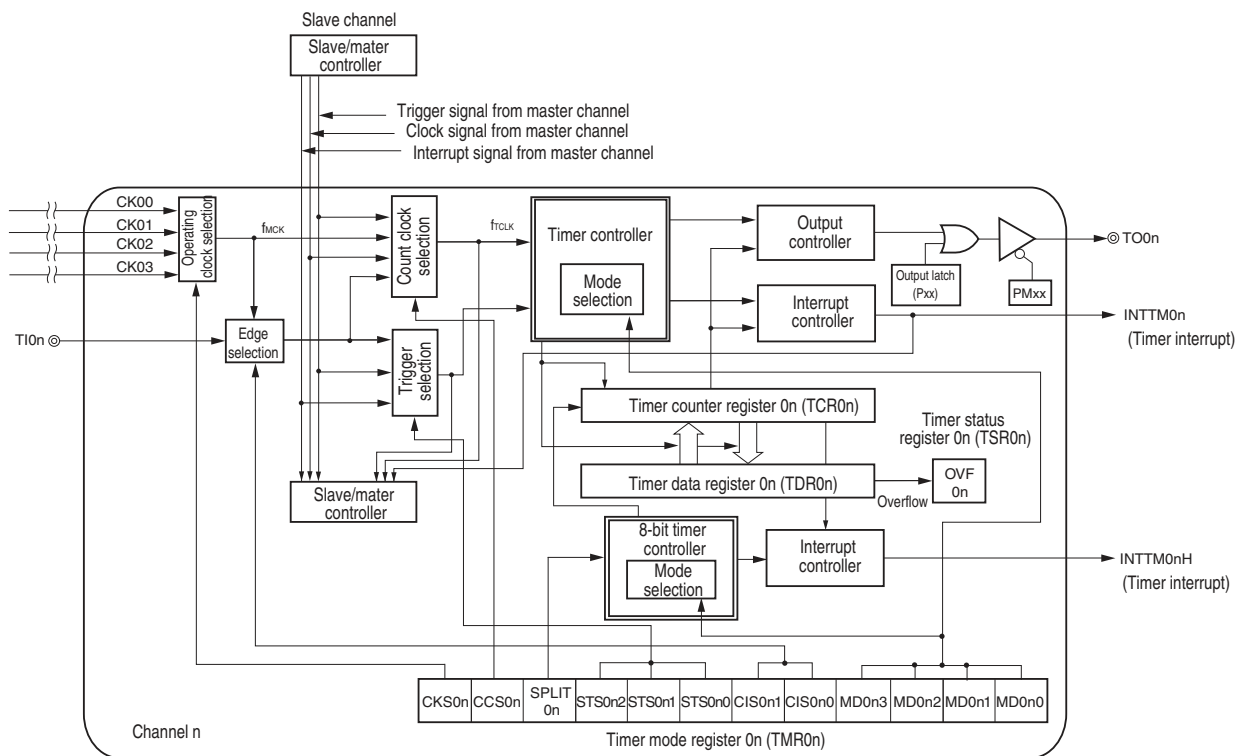 Slave channel
Slave/mater
controller
Trigger signal from master channel
Clock signal from master channel
Interrupt signal from master channel
CK00
CK01
CK02
CK03
Operating
clock selection
fMCK
Count clock
selection
fTCLK
Timer controller
Mode
selection
Output
controller
Output latch
(Pxx)
PMxx
TO0n
Interrupt
controller
INTTM0n
(Timer interrupt)
TI0n
Edge
selection
Trigger
selection
Timer counter register 0n (TCR0n)
Timer status
register 0n (TSR0n)
Slave/mater
controller
Timer data register 0n (TDR0n)
Overflow
OVF
0n
8-bit timer
controller
Mode
selection
Interrupt
controller
INTTM0nH
(Timer interrupt)
CKS0n
CCS0n
SPLIT
0n
STS0n2
STS0n1
STS0n0
CIS0n1
CIS0n0
MD0n3
MD0n2
MD0n1
MD0n0
Channel n
Timer mode register 0n (TMR0n)